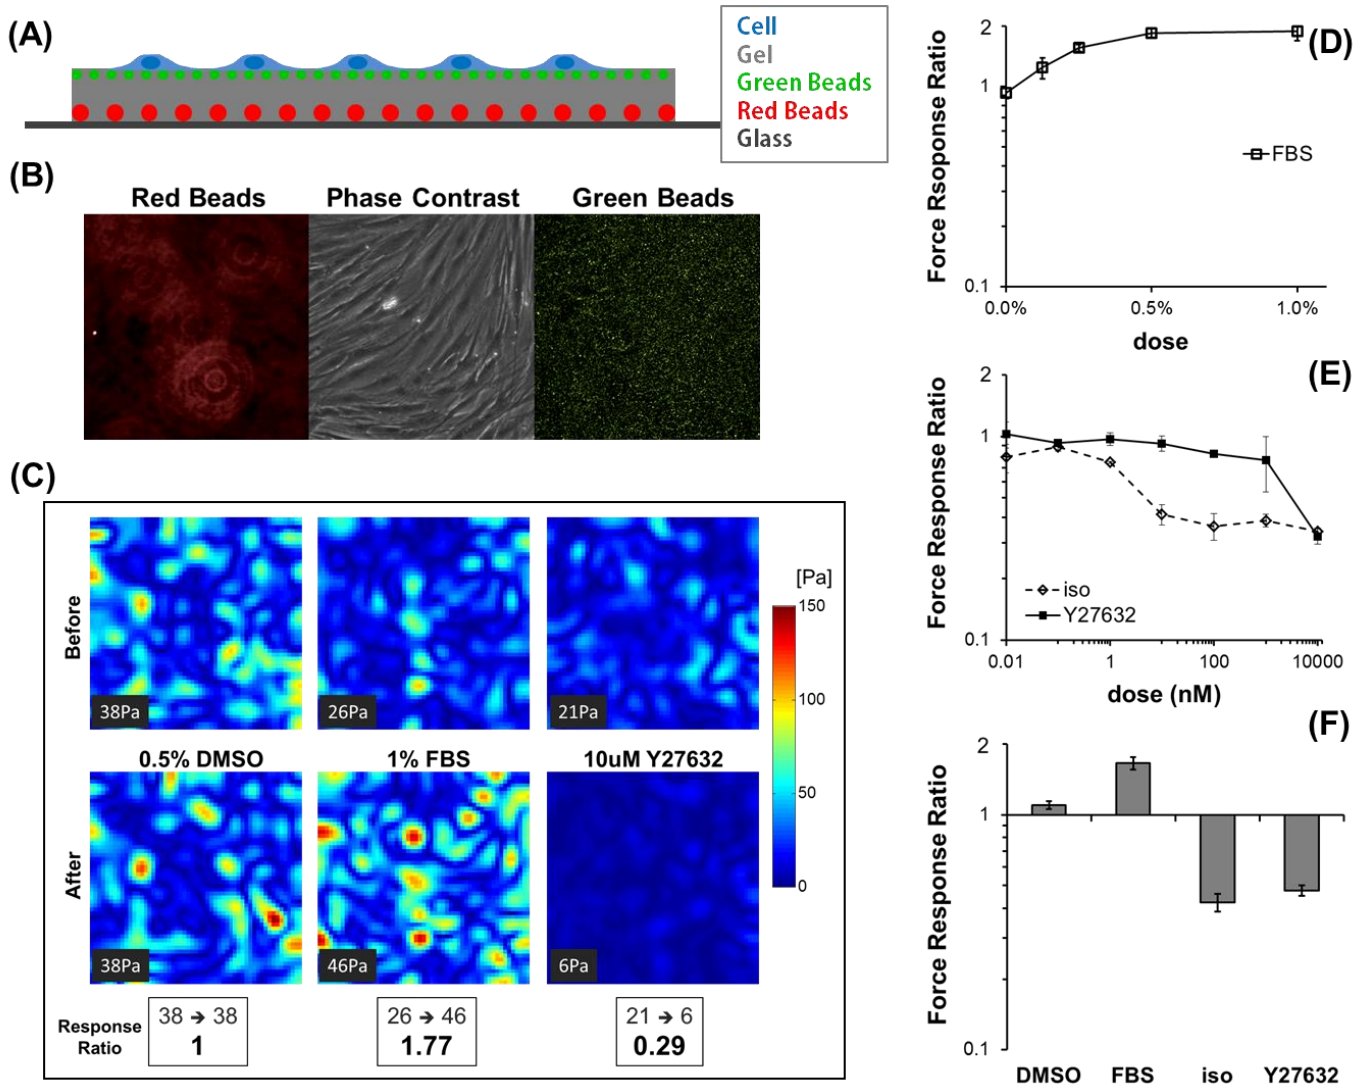 (A)
Cell
Gel
Green Beads
Red Beads
Glass
(B)
Red Beads
Phase Contrast
Green Beads
(C)
Before
After
[Pa]
150
100
50
0
38Pa
26Pa
21Pa
0.5% DMSO
1% FBS
10uM Y27632
38Pa
46Pa
6Pa
Response
Ratio
38 → 38
1
26 → 46
1.77
21 → 6
0.29
(D)
Force Rsoponse Ratio
2
1
0.1
FBS
0.0%
0.5%
1.0%
dose
(E)
Force Response Ratio
2
1
0.1
iso
Y27632
0.01
1
100
10000
dose (nM)
(F)
Force Response Ratio
2
1
0.1
DMSO
FBS
iso
Y27632